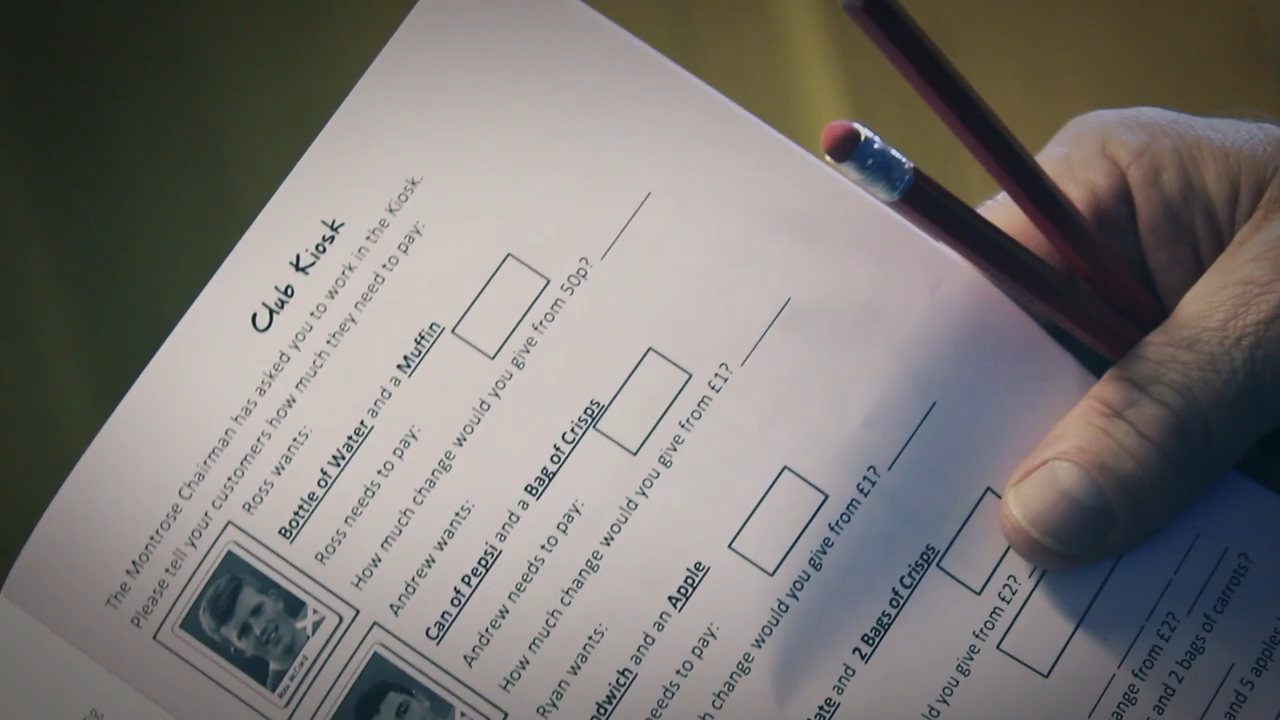 Club Kiosk
The Montrose Chairman has asked you to work in the Kiosk.
Please tell your customers how much they need to pay:
Ross wants:
Bottle of Water and a Muffin
Ross needs to pay:
How much change would you give from 50p?
Andrew wants:
Can of Pepsi and a Bag of Crisps
Andrew needs to pay:
How much change would you give from £1?
Ryan wants:
ndwich and an Apple
needs to pay:
h change would you give from £1?
ate and 2 Bags of Crisps
ld you give from £2?
ange from £2?
and 2 bags of carrots?
and 5 apples